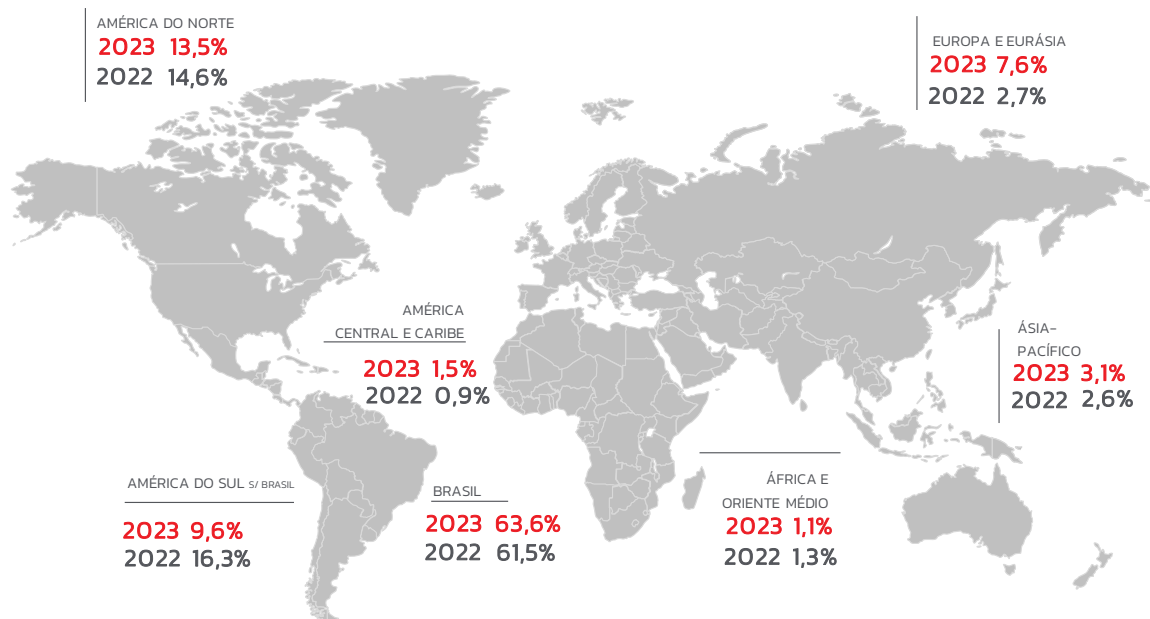 AMÉRICA DO NORTE
2023 13,5%
2022 14,6%
EUROPA E EURÁSIA
2023 7,6%
2022 2,7%
AMÉRICA
CENTRAL E CARIBE
2023 1,5%
2022 0,9%
ÁSIA-
PACÍFICO
2023 3,1%
2022 2,6%
AMÉRICA DO SUL S/ BRASIL
2023 9,6%
2022 16,3%
BRASIL
2023 63,6%
2022 61,5%
ÁFRICA E
ORIENTE MÉDIO
2023 1,1%
2022 1,3%